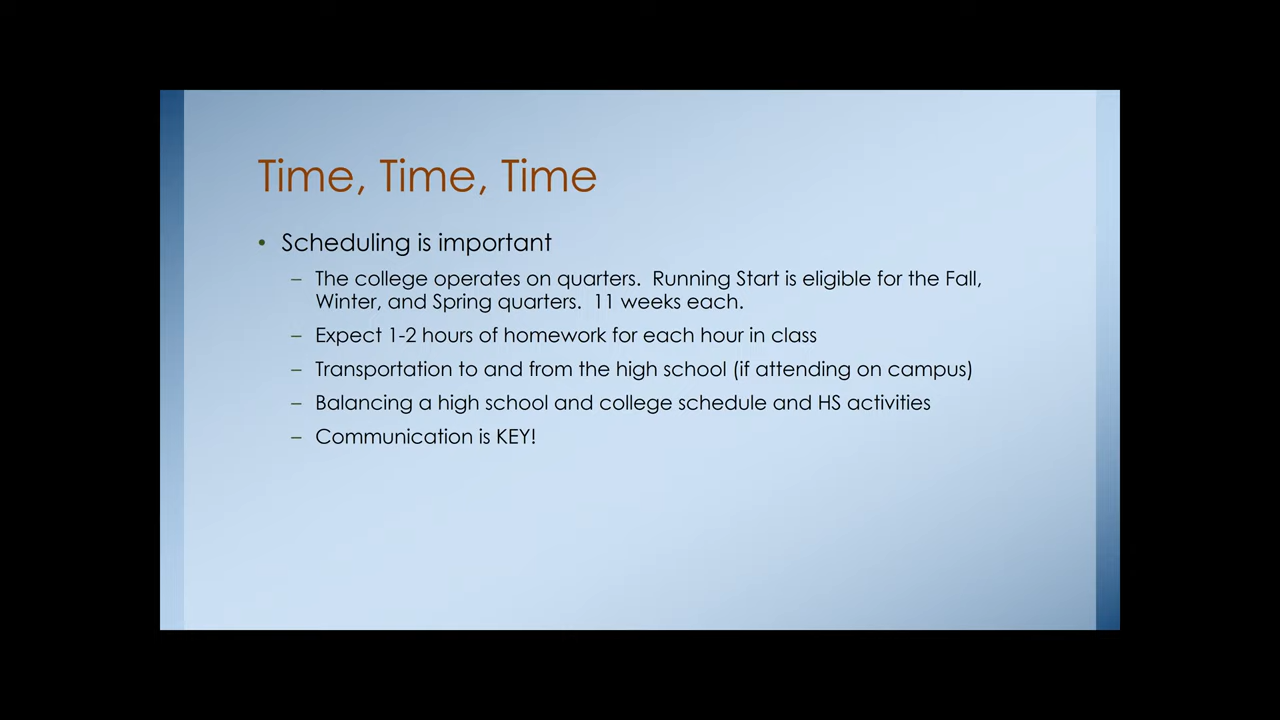 Time, Time, Time
• Scheduling is important
– The college operates on quarters.  Running Start is eligible for the Fall,
Winter, and Spring quarters.  11 weeks each.
– Expect 1-2 hours of homework for each hour in class
– Transportation to and from the high school (if attending on campus)
– Balancing a high school and college schedule and HS activities
– Communication is KEY!